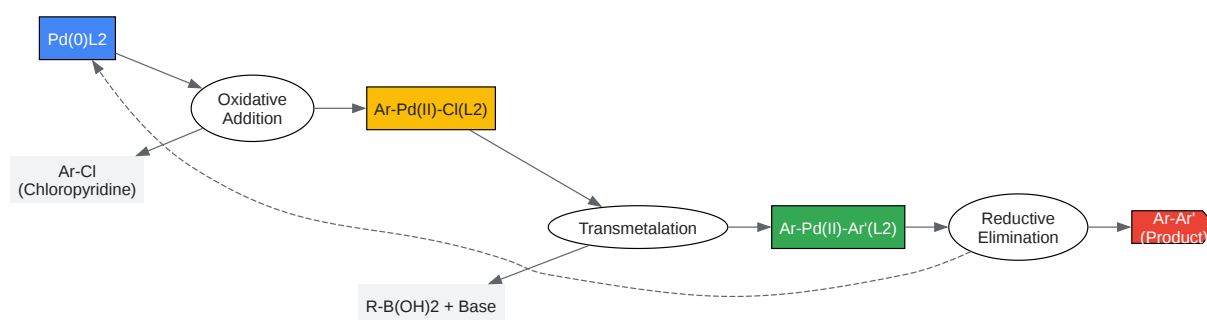 Pd(0)L2
Oxidative
Addition
Ar-Pd(II)-Cl(L2)
Ar-Cl
(Chloropyridine)
Transmetalation
Ar-Pd(II)-Ar'(L2)
Reductive
Elimination
Ar-Ar'
(Product)
R-B(OH)2 + Base